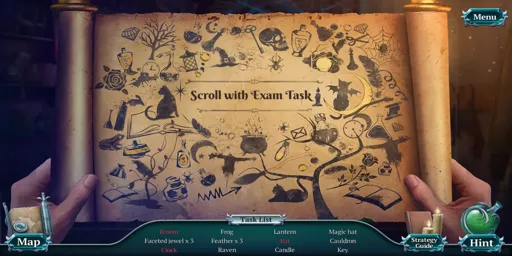 Menu
Scroll with Exam Task
Task List
Broom Frog Lantern Magic hat
Faceted jewel x 3 Feather x 3 Bat Cauldron
Clock Raven Candle Key
Map
Strategy Guide
Hint